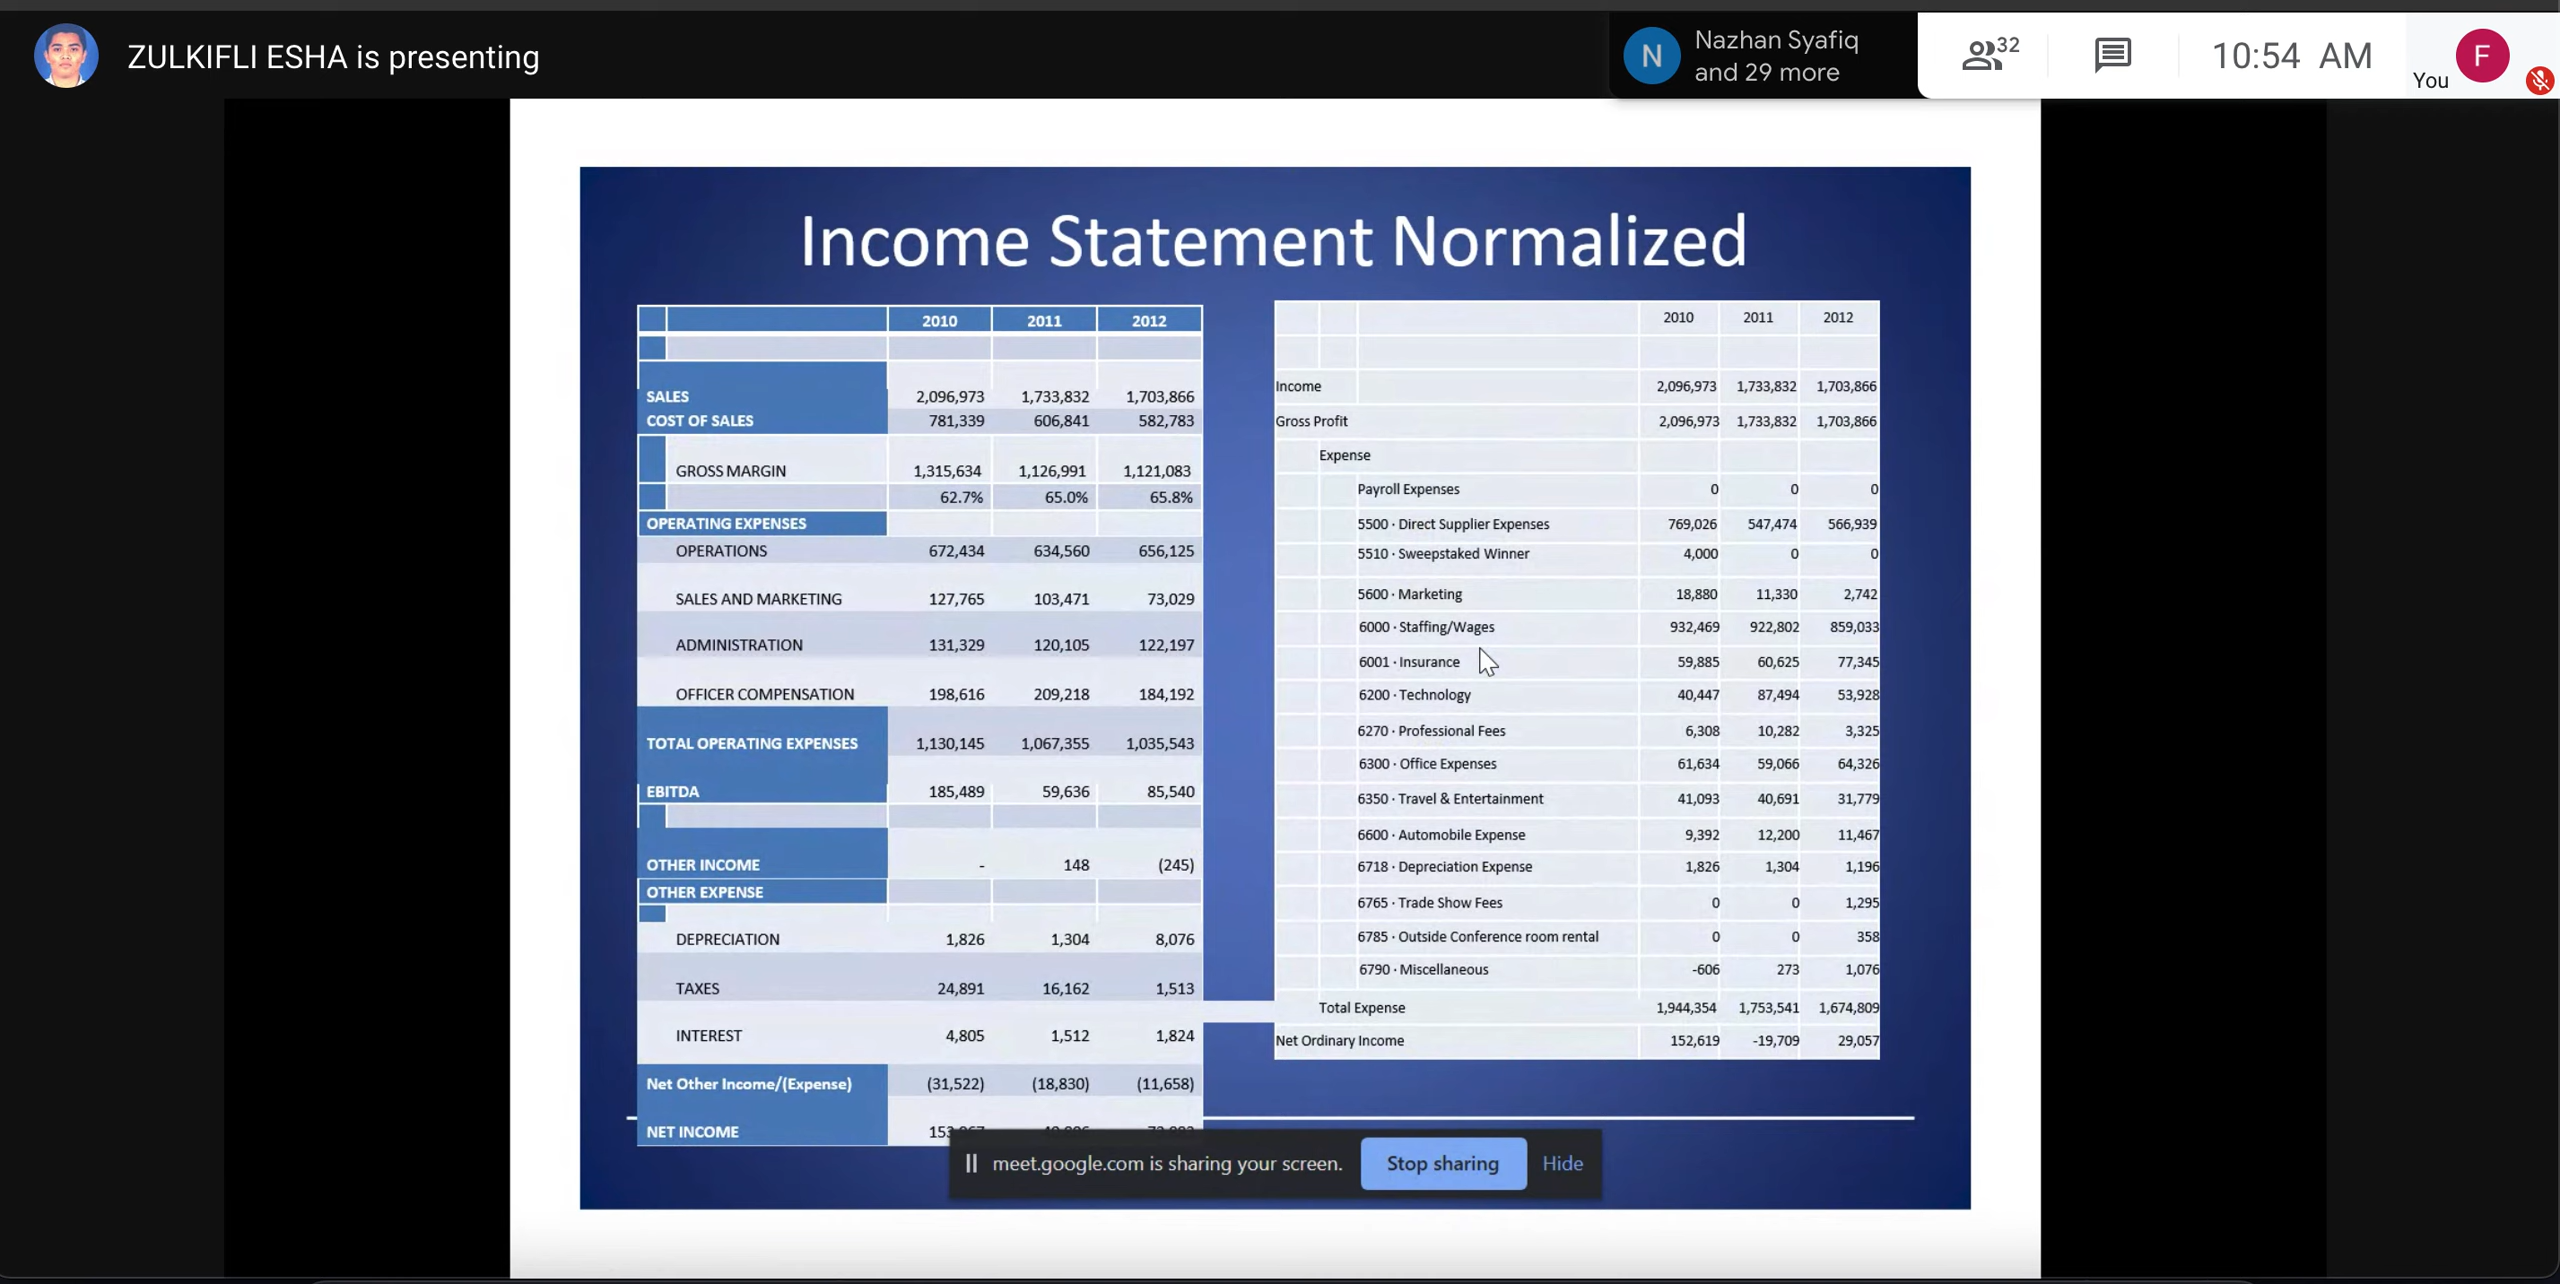 ZULKIFLI ESHA is presenting
N
Nazhan Syafiq
and 29 more
32
10:54 AM
You
F
Income Statement Normalized
2010 2011 2012
SALES 2,096,973 1,733,832 1,703,866
COST OF SALES 781,339 606,841 582,783
GROSS MARGIN 1,315,634 1,126,991 1,121,083
62.7% 65.0% 65.8%
OPERATING EXPENSES
OPERATIONS 672,434 634,560 656,125
SALES AND MARKETING 127,765 103,471 73,029
ADMINISTRATION 131,329 120,105 122,197
OFFICER COMPENSATION 198,616 209,218 184,192
TOTAL OPERATING EXPENSES 1,130,145 1,067,355 1,035,543
EBITDA 185,489 59,636 85,540
OTHER INCOME - 148 (245)
OTHER EXPENSE
DEPRECIATION 1,826 1,304 8,076
TAXES 24,891 16,162 1,513
INTEREST 4,805 1,512 1,824
Net Other Income/(Expense) (31,522) (18,830) (11,658)
NET INCOME
2010 2011 2012
Income 2,096,973 1,733,832 1,703,866
Gross Profit 2,096,973 1,733,832 1,703,866
Expense
Payroll Expenses 0 0 0
5500 · Direct Supplier Expenses 769,026 547,474 566,939
5510 · Sweepstaked Winner 4,000 0 0
5600 · Marketing 18,880 11,330 2,742
6000 · Staffing/Wages 932,469 922,802 859,033
6001 · Insurance 59,885 60,625 77,345
6200 · Technology 40,447 87,494 53,928
6270 · Professional Fees 6,308 10,282 3,325
6300 · Office Expenses 61,634 59,066 64,326
6350 · Travel & Entertainment 41,093 40,691 31,779
6600 · Automobile Expense 9,392 12,200 11,467
6718 · Depreciation Expense 1,826 1,304 1,196
6765 · Trade Show Fees 0 0 1,295
6785 · Outside Conference room rental 0 0 358
6790 · Miscellaneous -606 273 1,076
Total Expense 1,944,354 1,753,541 1,674,809
Net Ordinary Income 152,619 -19,709 29,057
meet.google.com is sharing your screen. Stop sharing Hide